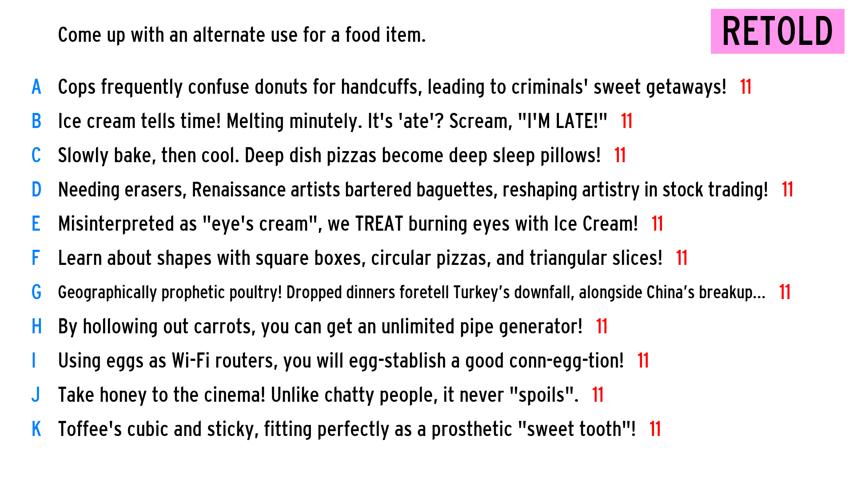 Come up with an alternate use for a food item.
RETOLD
A Cops frequently confuse donuts for handcuffs, leading to criminals' sweet getaways! 11
B Ice cream tells time! Melting minutely. It's 'ate'? Scream, "I'M LATE!" 11
C Slowly bake, then cool. Deep dish pizzas become deep sleep pillows! 11
D Needing erasers, Renaissance artists bartered baguettes, reshaping artistry in stock trading! 11
E Misinterpreted as "eye's cream", we TREAT burning eyes with Ice Cream! 11
F Learn about shapes with square boxes, circular pizzas, and triangular slices! 11
G Geographically prophetic poultry! Dropped dinners foretell Turkey's downfall, alongside China's breakup... 11
H By hollowing out carrots, you can get an unlimited pipe generator! 11
I Using eggs as Wi-Fi routers, you will egg-stablish a good conn-egg-tion! 11
J Take honey to the cinema! Unlike chatty people, it never "spoils". 11
K Toffee's cubic and sticky, fitting perfectly as a prosthetic "sweet tooth"! 11